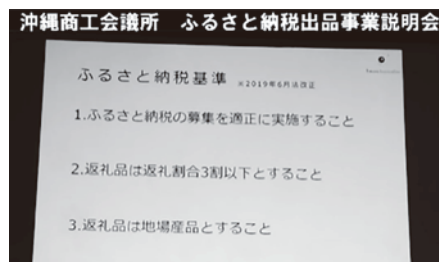 沖縄商工会議所　ふるさと納税出品事業説明会
ふるさと納税基準　※2019年6月法改正
1.ふるさと納税の募集を適正に実施すること
2.返礼品は返礼割合3割以下とすること
3.返礼品は地場産品とすること